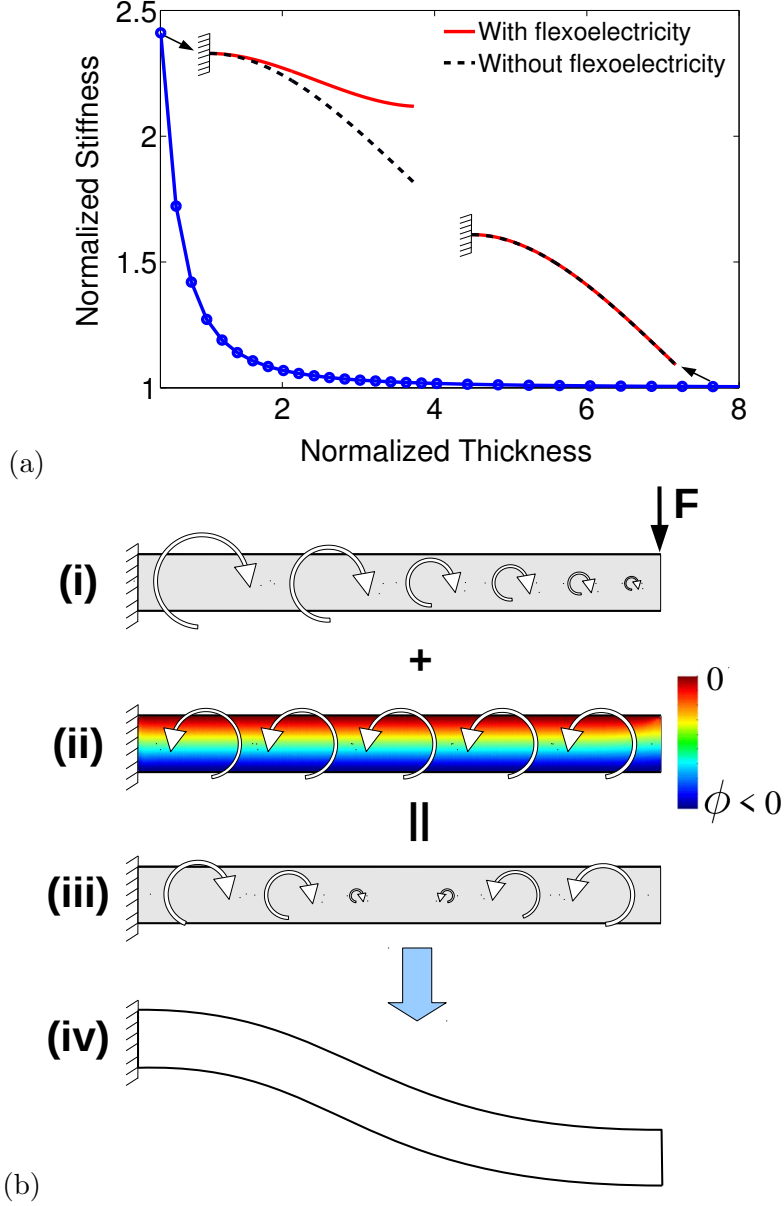 2.5
2
1.5
1
Normalized Stiffness
With flexoelectricity
Without flexoelectricity
2 4 6 8
Normalized Thickness
(a)
F
(i)
+
(ii)
0
ϕ < 0
=
(iii)
(iv)
(b)